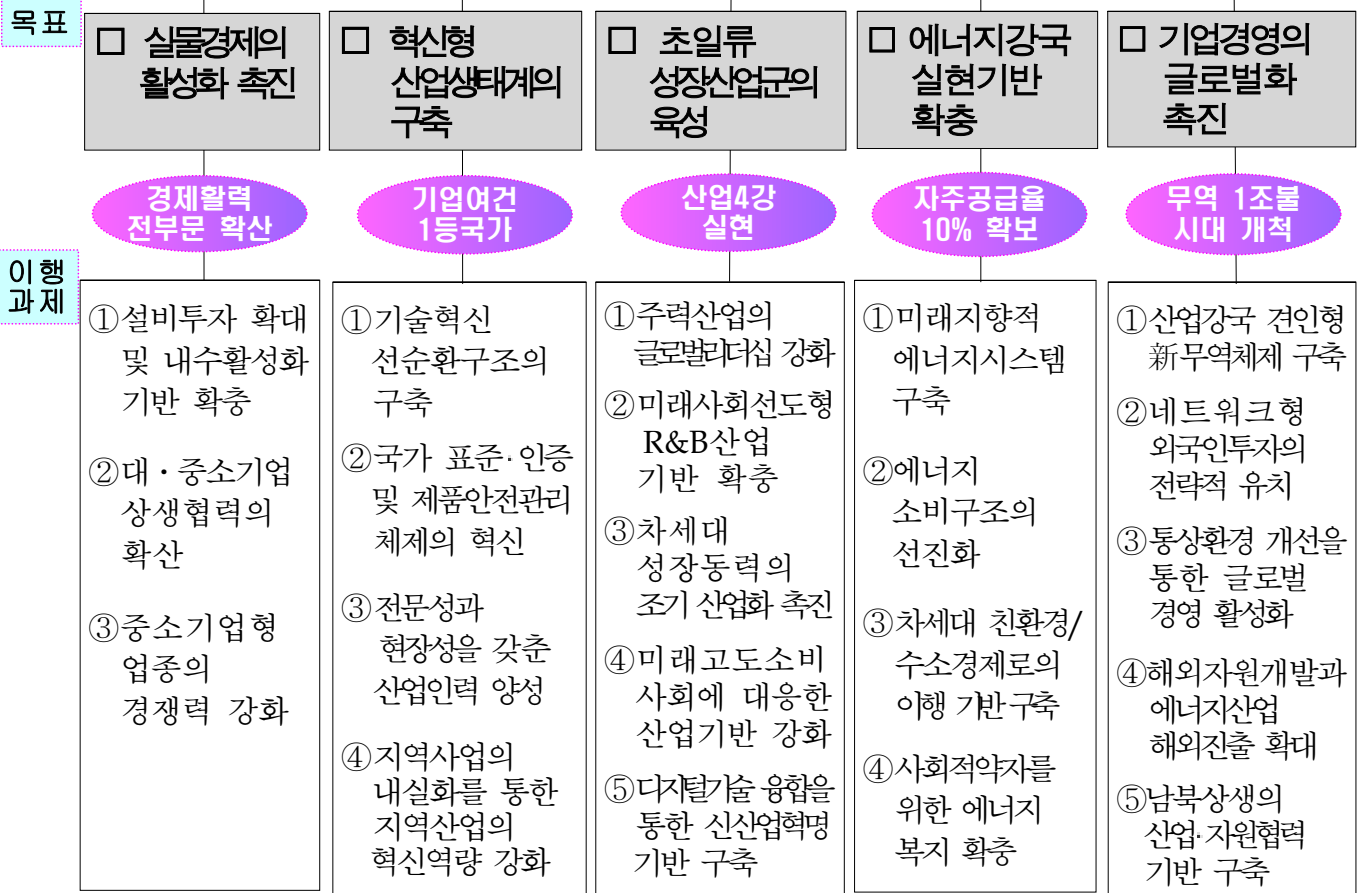 목표
□ 실물경제의
활성화 촉진
□ 혁신형
산업생태계의
구축
□ 초일류
성장산업군의
육성
□ 에너지강국
실현기반
확충
□ 기업경영의
글로벌화
촉진
경제활력
전부문 확산
기업여건
1등국가
산업4강
실현
자주공급율
10% 확보
무역 1조불
시대 개척
이행
과제
①설비투자 확대
및 내수활성화
기반 확충
②대·중소기업
상생협력의
확산
③중소기업형
업종의
경쟁력 강화
①기술혁신
선순환구조의
구축
②국가 표준·인증
및 제품안전관리
체제의 혁신
③전문성과
현장성을 갖춘
산업인력 양성
④지역사업의
내실화를 통한
지역산업의
혁신역량 강화
①주력산업의
글로벌리더십 강화
②미래사회선도형
R&B산업
기반 확충
③차세대
성장동력의
조기 산업화 촉진
④미래고도소비
사회에 대응한
산업기반 강화
⑤디지털기술 융합을
통한 신산업혁명
기반 구축
①미래지향적
에너지시스템
구축
②에너지
소비구조의
선진화
③차세대 친환경/
수소경제로의
이행 기반구축
④사회적약자를
위한 에너지
복지 확충
①산업강국 견인형
新무역체제 구축
②네트워크형
외국인투자의
전략적 유치
③통상환경 개선을
통한 글로벌
경영 활성화
④해외자원개발과
에너지산업
해외진출 확대
⑤남북상생의
산업·자원협력
기반 구축